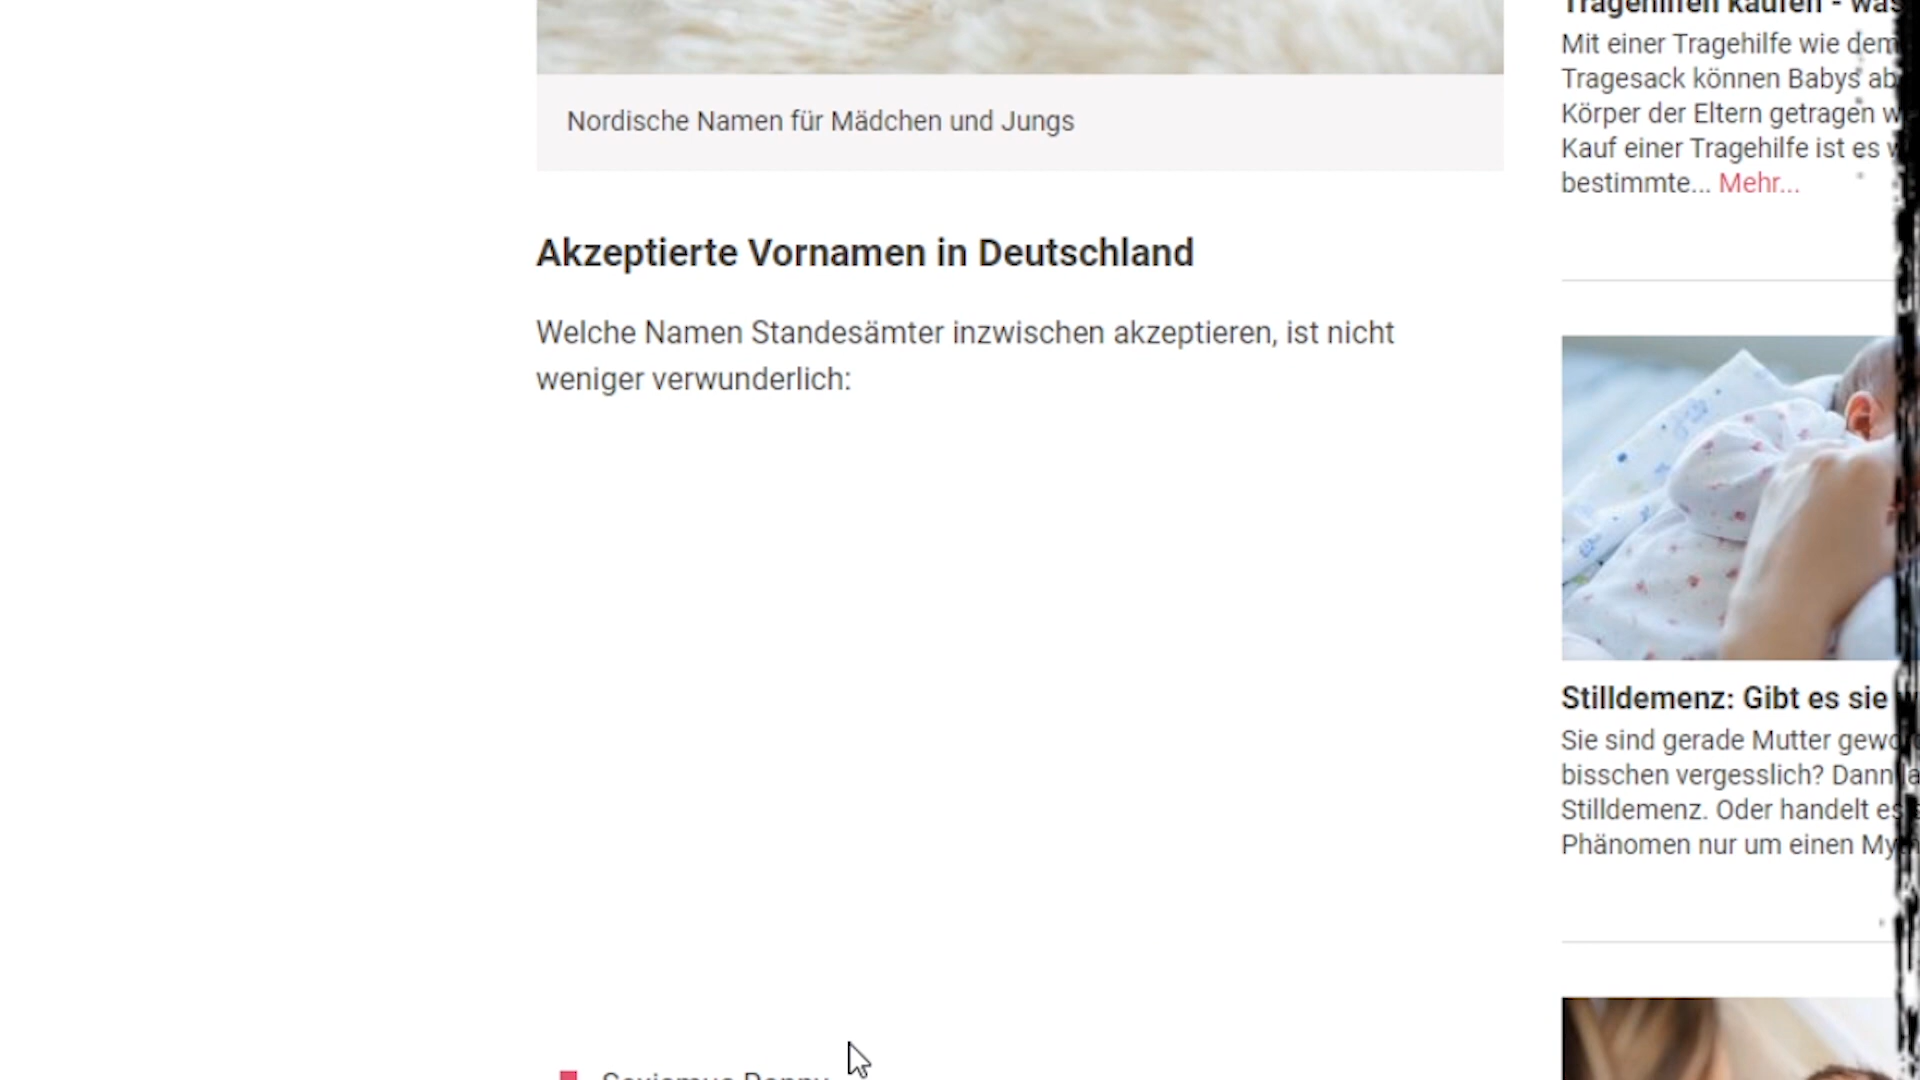 Nordische Namen für Mädchen und Jungs
Akzeptierte Vornamen in Deutschland
Welche Namen Standesämter inzwischen akzeptieren, ist nicht
weniger verwunderlich:
Tragehilfen kaufen - was
Mit einer Tragehilfe wie dem
Tragesack können Babys
Körper der Eltern getragen
Kauf einer Tragehilfe ist es
bestimmte... Mehr...
Stilldemenz: Gibt es sie
Sie sind gerade Mutter
bisschen vergesslich? Dann
Stilldemenz. Oder handelt es
Phänomen nur um einen